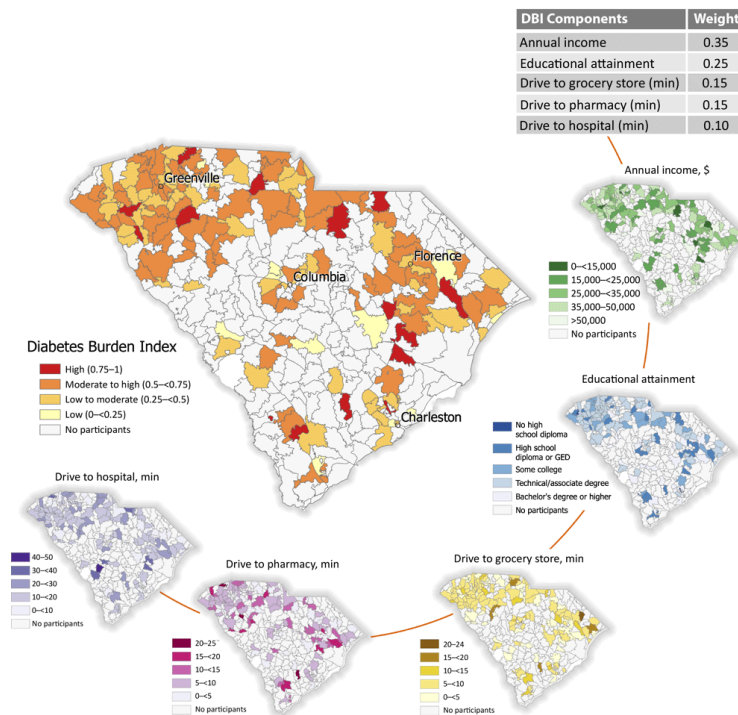 DBI Components Weight
Annual income 0.35
Educational attainment 0.25
Drive to grocery store (min) 0.15
Drive to pharmacy (min) 0.15
Drive to hospital (min) 0.10
Greenville
Florence
Columbia
Charleston
Diabetes Burden Index
High (0.75–1)
Moderate to high (0.5–<0.75)
Low to moderate (0.25–<0.5)
Low (0–<0.25)
No participants
Annual income, $
0–<15,000
15,000–<25,000
25,000–<35,000
35,000–50,000
>50,000
No participants
Educational attainment
No high
school diploma
High school
diploma or GED
Some college
Technical/associate degree
Bachelor's degree or higher
No participants
Drive to grocery store, min
20–24
15–<20
10–<15
5–<10
0–<5
No participants
Drive to pharmacy, min
20–25
15–<20
10–<15
5–<10
0–<5
No participants
Drive to hospital, min
40–50
30–<40
20–<30
10–<20
0–<10
No participants